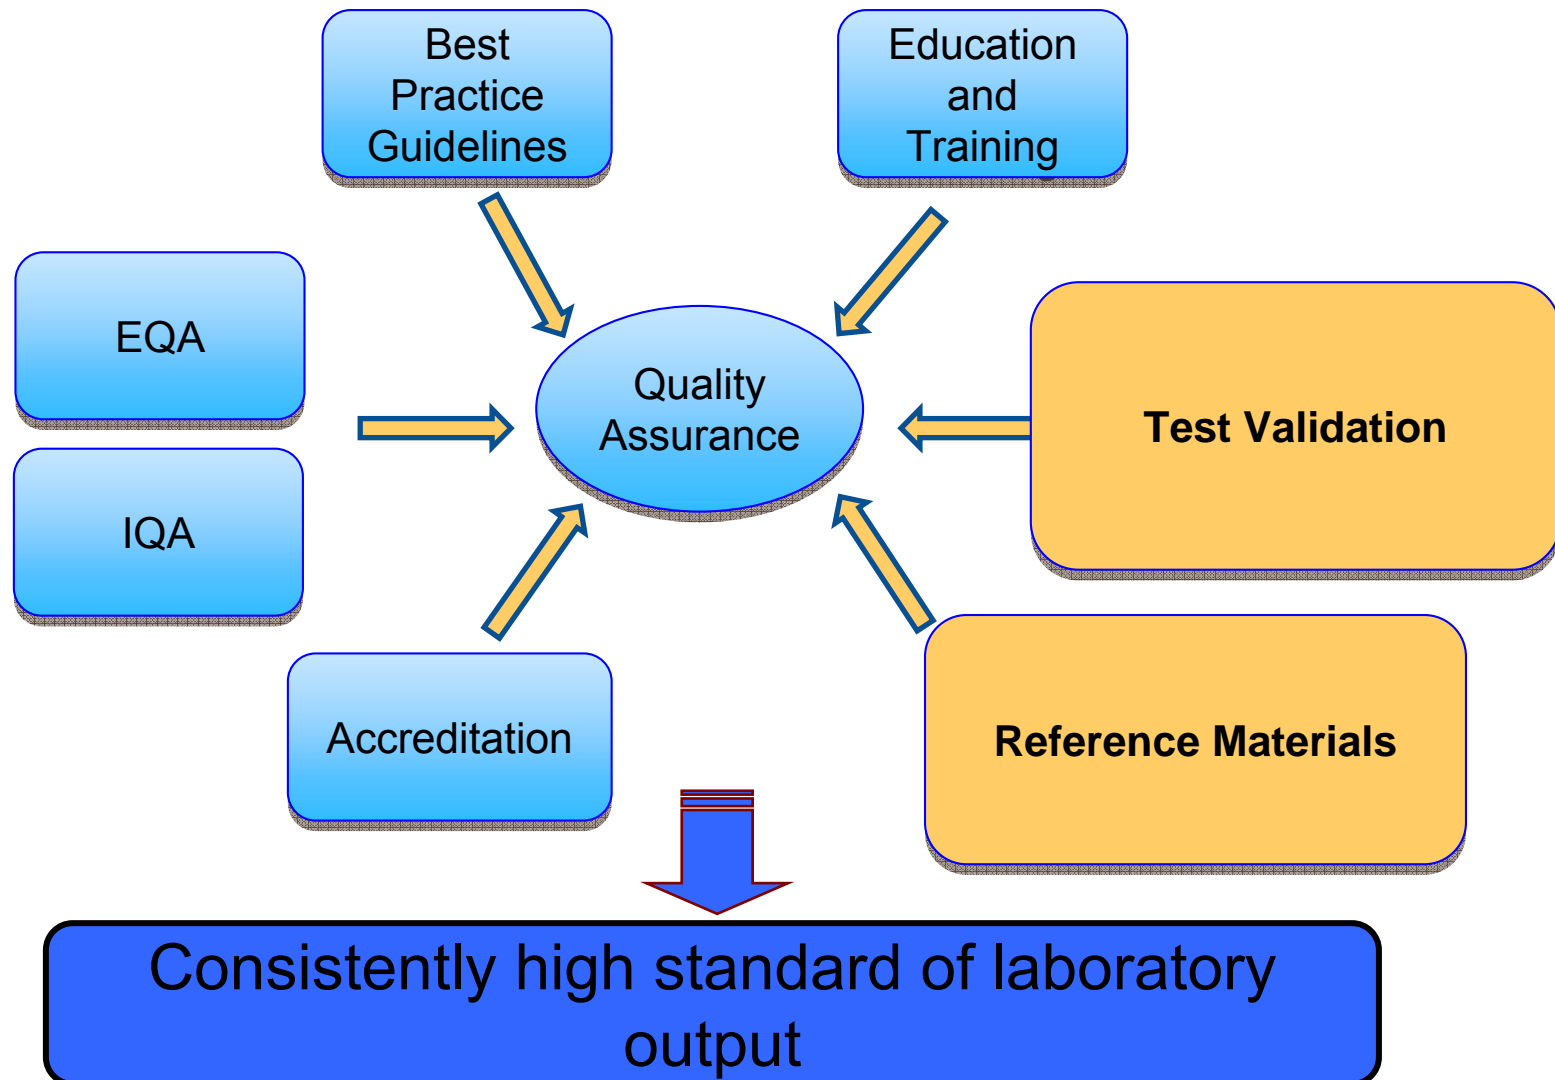 Best
Practice
Guidelines
Education
and
Training
EQA
Quality
Assurance
Test Validation
IQA
Accreditation
Reference Materials
Consistently high standard of laboratory
output